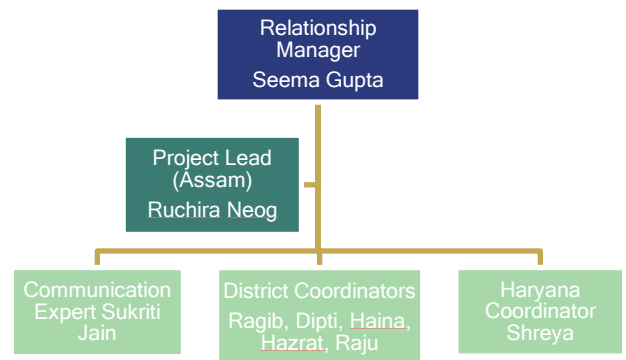 Relationship
Manager
Seema Gupta
Project Lead
(Assam)
Ruchira Neog
Communication
Expert Sukriti
Jain
District Coordinators
Ragib, Dipti, Haina,
Hazrat, Raju
Haryana
Coordinator
Shreya